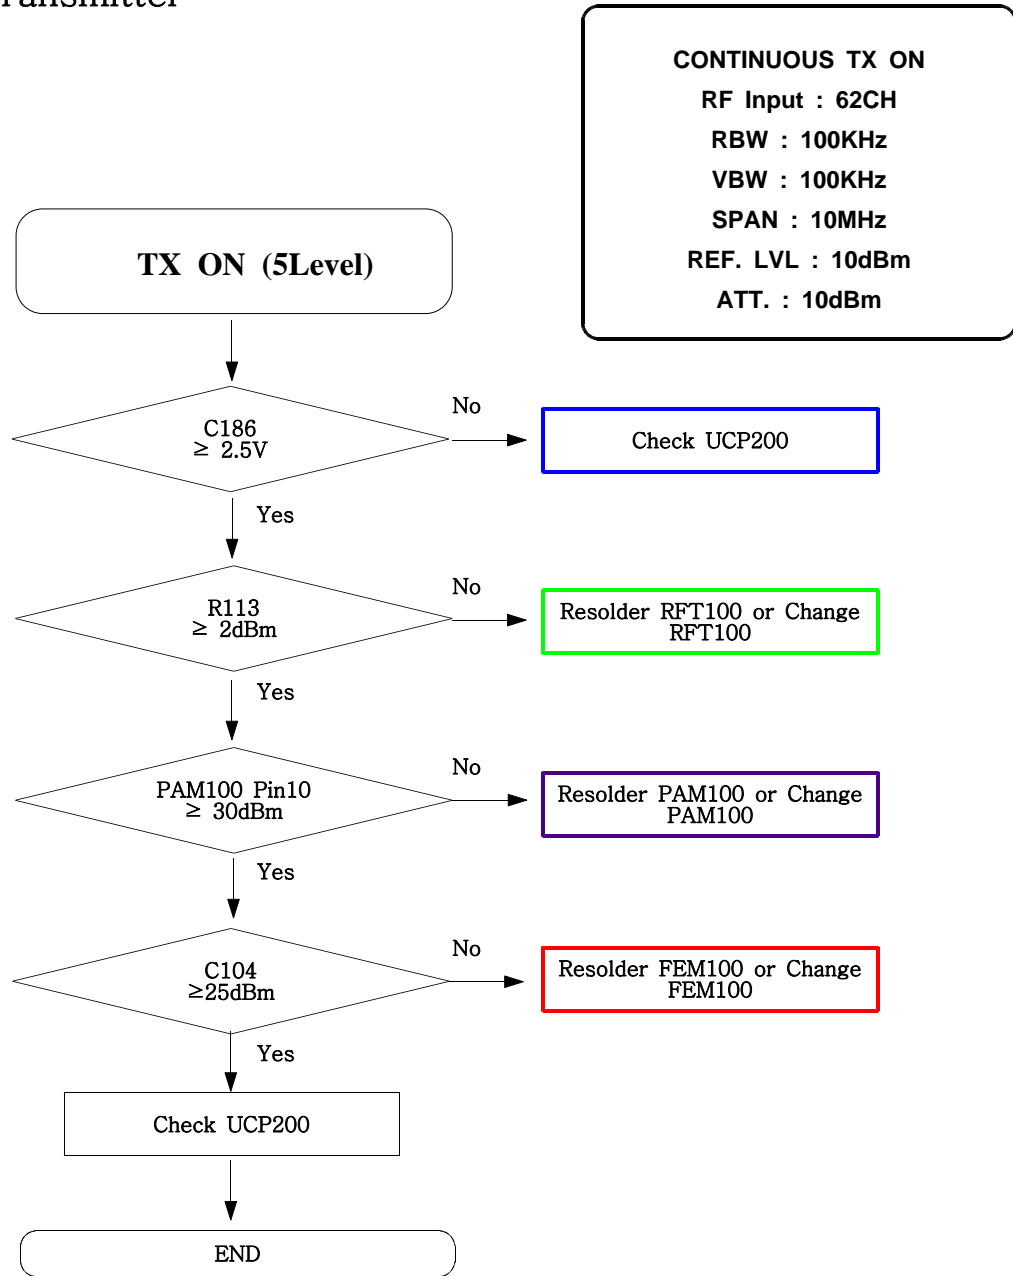 CONTINUOUS TX ON
RF Input : 62CH
RBW : 100KHz
VBW : 100KHz
SPAN : 10MHz
REF. LVL : 10dBm
ATT. : 10dBm
TX ON (5Level)
C186
≥ 2.5V
No
Check UCP200
Yes
R113
≥ 2dBm
No
Resolder RFT100 or Change
RFT100
Yes
PAM100 Pin10
≥ 30dBm
No
Resolder PAM100 or Change
PAM100
Yes
C104
≥25dBm
No
Resolder FEM100 or Change
FEM100
Yes
Check UCP200
END